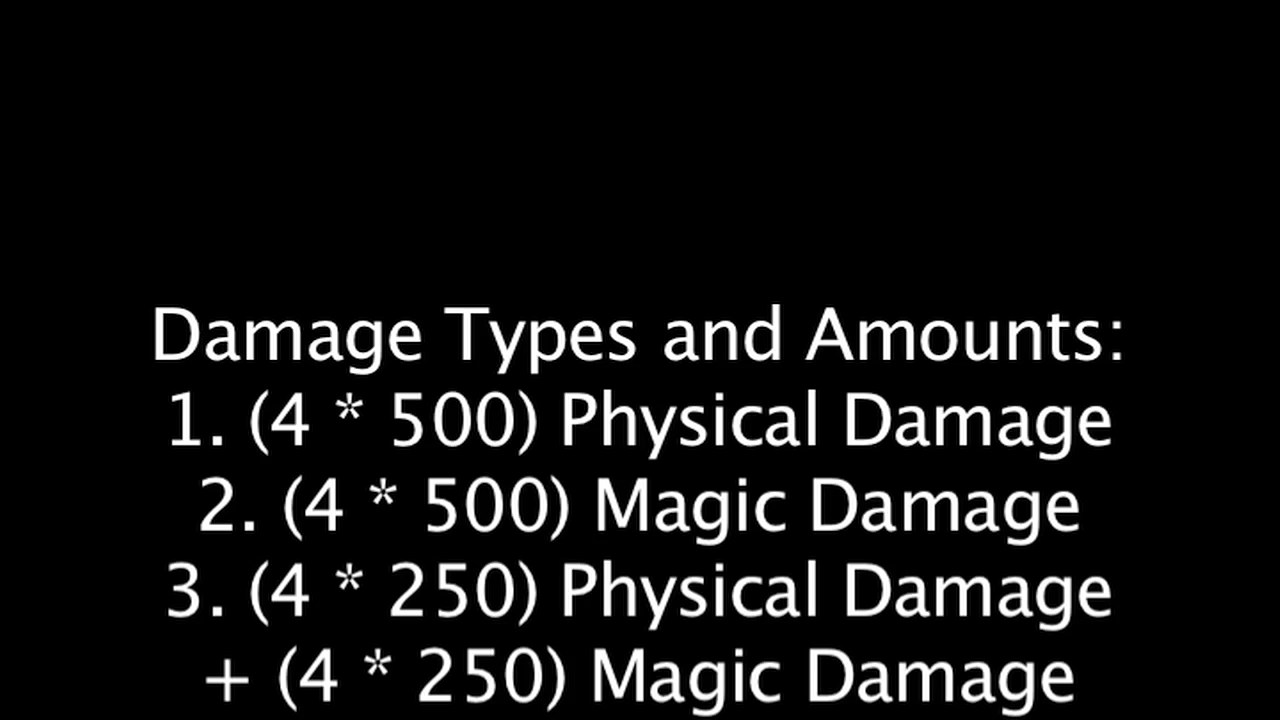 Damage Types and Amounts:
1. (4 * 500) Physical Damage
2. (4 * 500) Magic Damage
3. (4 * 250) Physical Damage
+ (4 * 250) Magic Damage